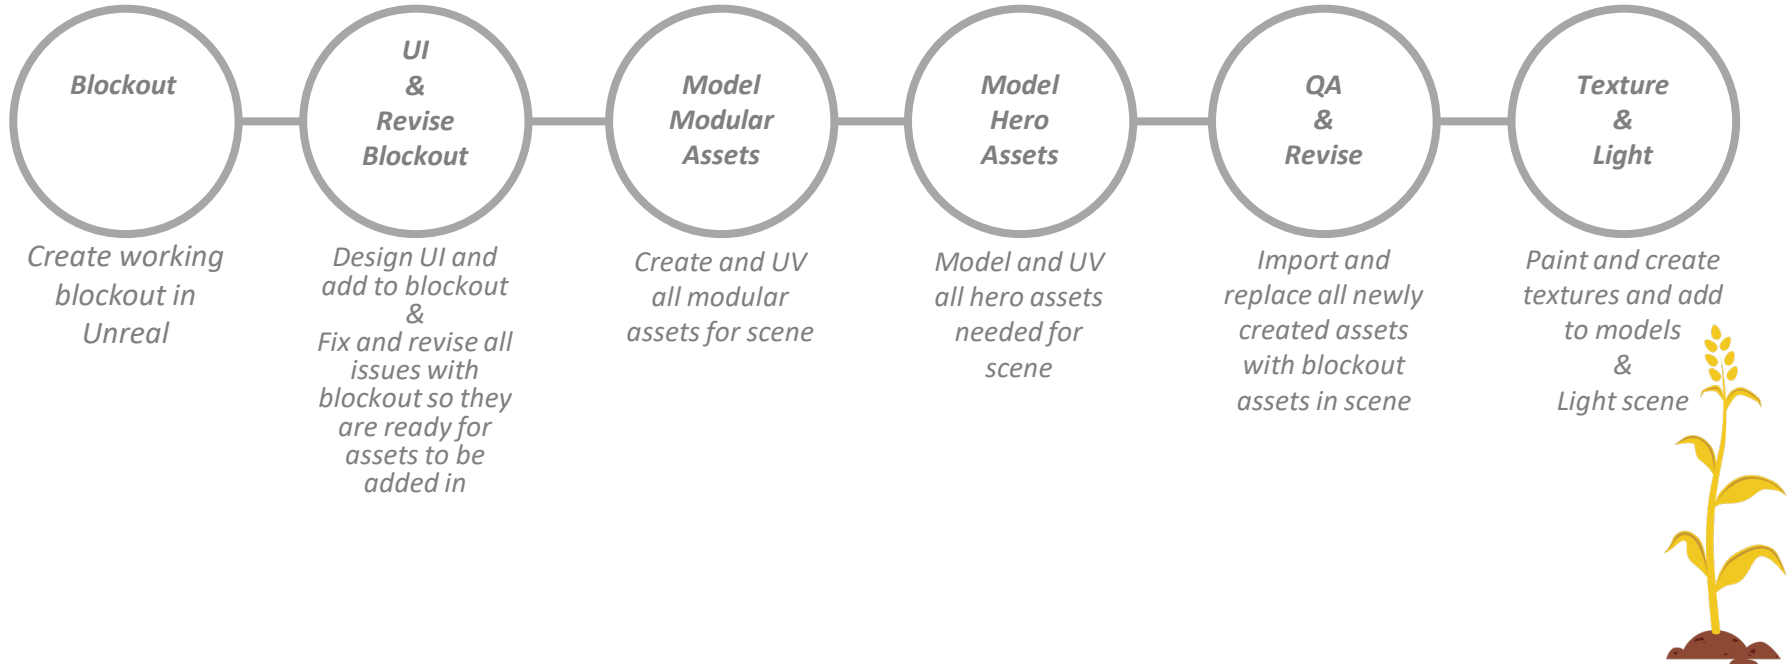 Blockout
Create working
blockout in
Unreal
UI
&
Revise
Blockout
Design UI and
add to blockout
&
Fix and revise all
issues with
blockout so they
are ready for
assets to be
added in
Model
Modular
Assets
Create and UV
all modular
assets for scene
Model
Hero
Assets
Model and UV
all hero assets
needed for
scene
QA
&
Revise
Import and
replace all newly
created assets
with blockout
assets in scene
Texture
&
Light
Paint and create
textures and add
to models
&
Light scene